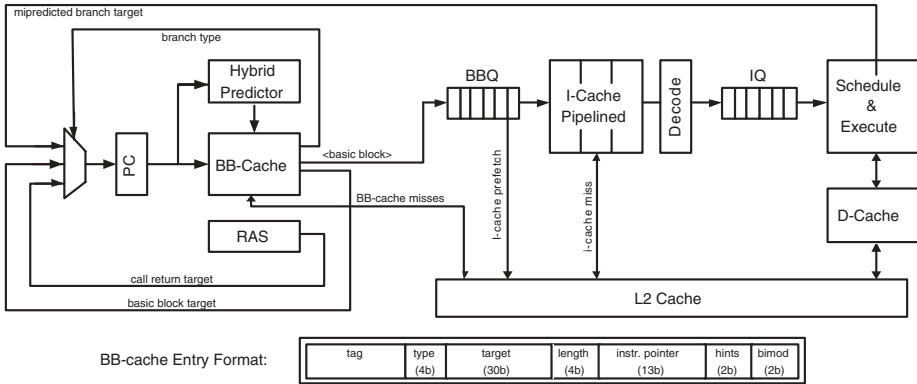 mipredicted branch target
branch type
Hybrid
Predictor
PC
BB-Cache
RAS
call return target
basic block target
<basic block>
BB-cache misses
BBQ
I-cache prefetch
I-Cache
Pipelined
i-cache miss
Decode
IQ
Schedule
&
Execute
D-Cache
L2 Cache
BB-cache Entry Format:
tag
type
(4b)
target
(30b)
length
(4b)
instr. pointer
(13b)
hints
(2b)
bimod
(2b)